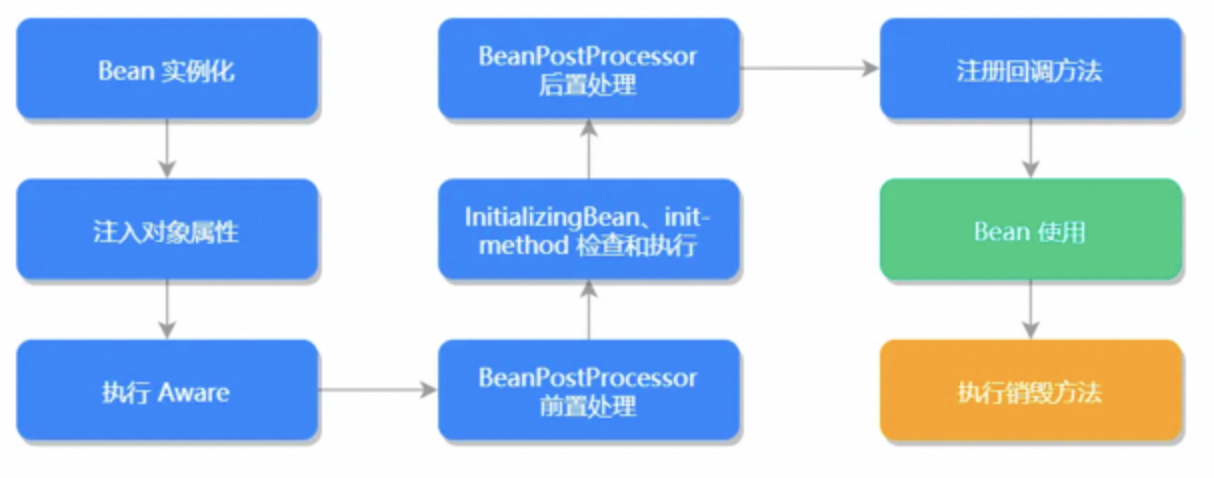 Bean 实例化
注入对象属性
执行 Aware
BeanPostProcessor
前置处理
InitializingBean、init-
method 检查和执行
BeanPostProcessor
后置处理
注册回调方法
Bean 使用
执行销毁方法